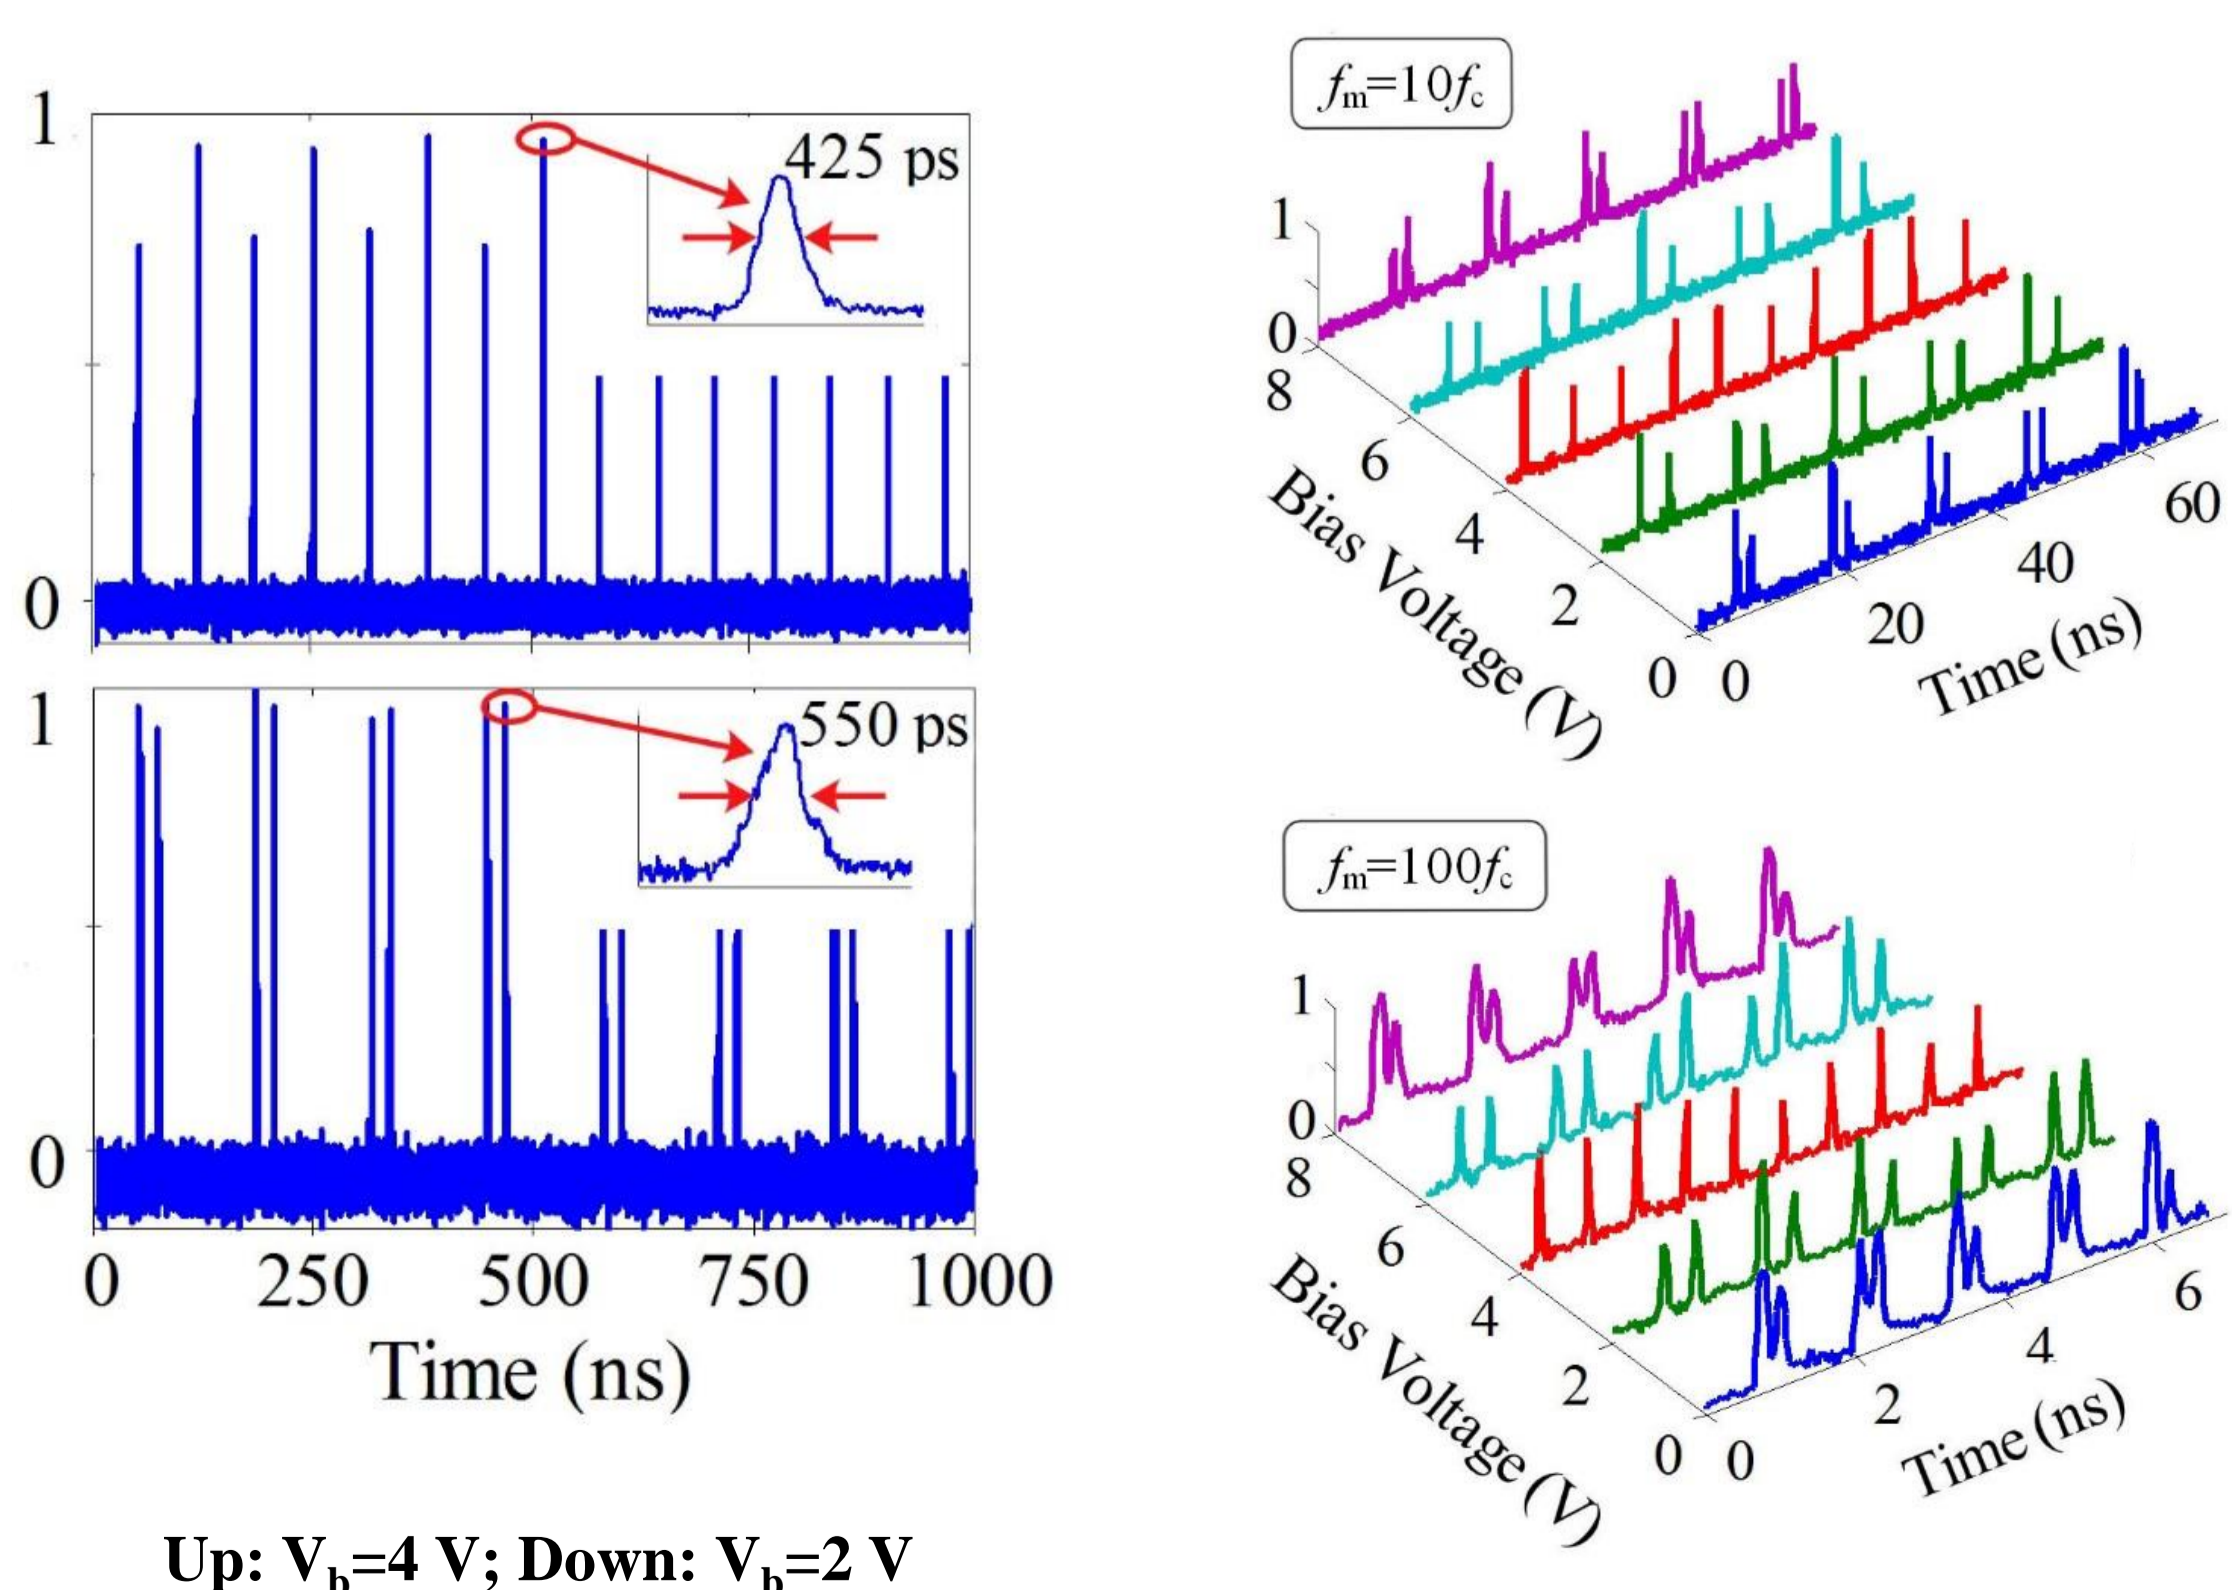 1
425 ps
0
1
550 ps
0
0 250 500 750 1000
Time (ns)
Up: V_b=4 V; Down: V_b=2 V
f_m=10f_c
1
0
8
6
4
2
0
Bias Voltage (V)
0
20
40
60
Time (ns)
f_m=100f_c
1
0
8
6
4
2
0
Bias Voltage (V)
0
2
4
6
Time (ns)